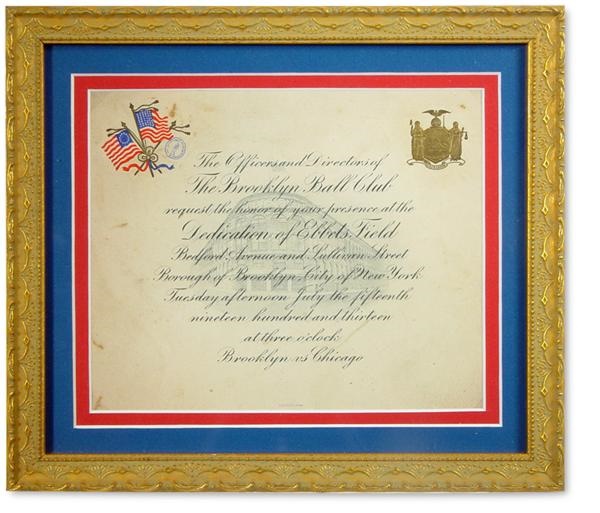 The Officers and Directors of
The Brooklyn Ball Club
request the honor of your presence at the
Dedication of Ebbets Field
Bedford Avenue and Sullivan Street
Borough of Brooklyn, City of New York
Tuesday afternoon July the fifteenth
nineteen hundred and thirteen
at three o'clock
Brooklyn vs Chicago